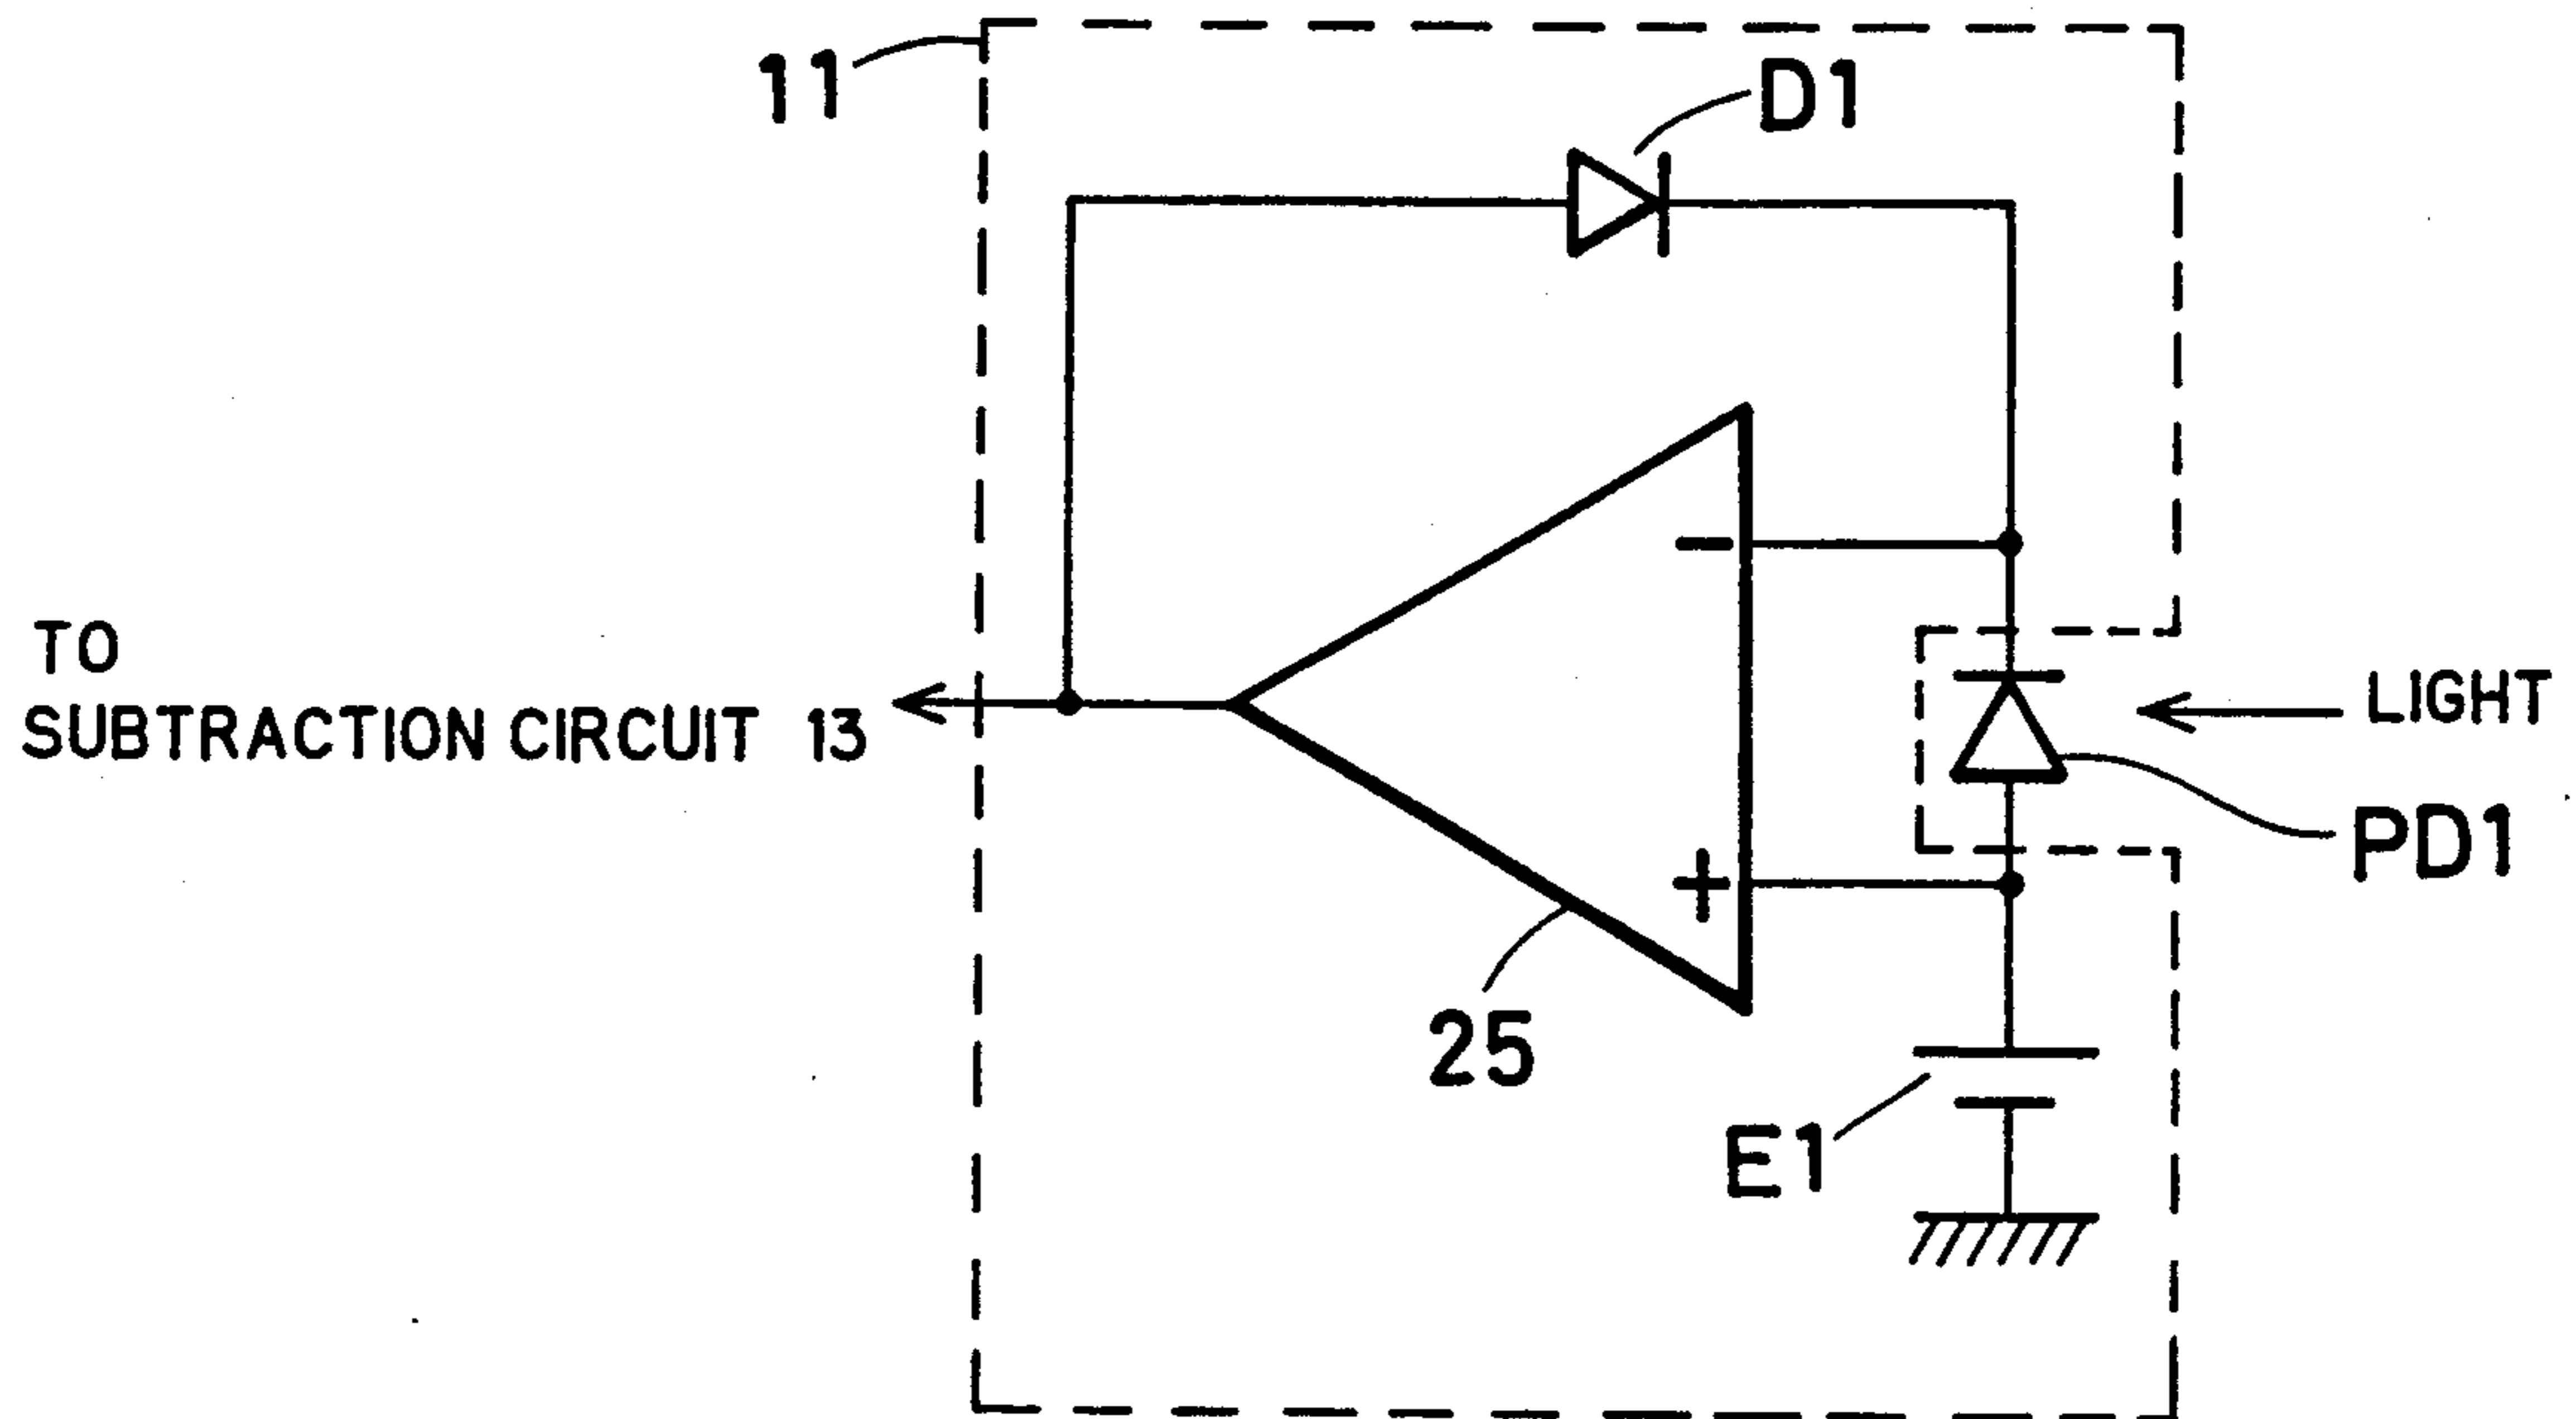 11
D1
−
TO
SUBTRACTION CIRCUIT 13
LIGHT
PD1
+
25
E1